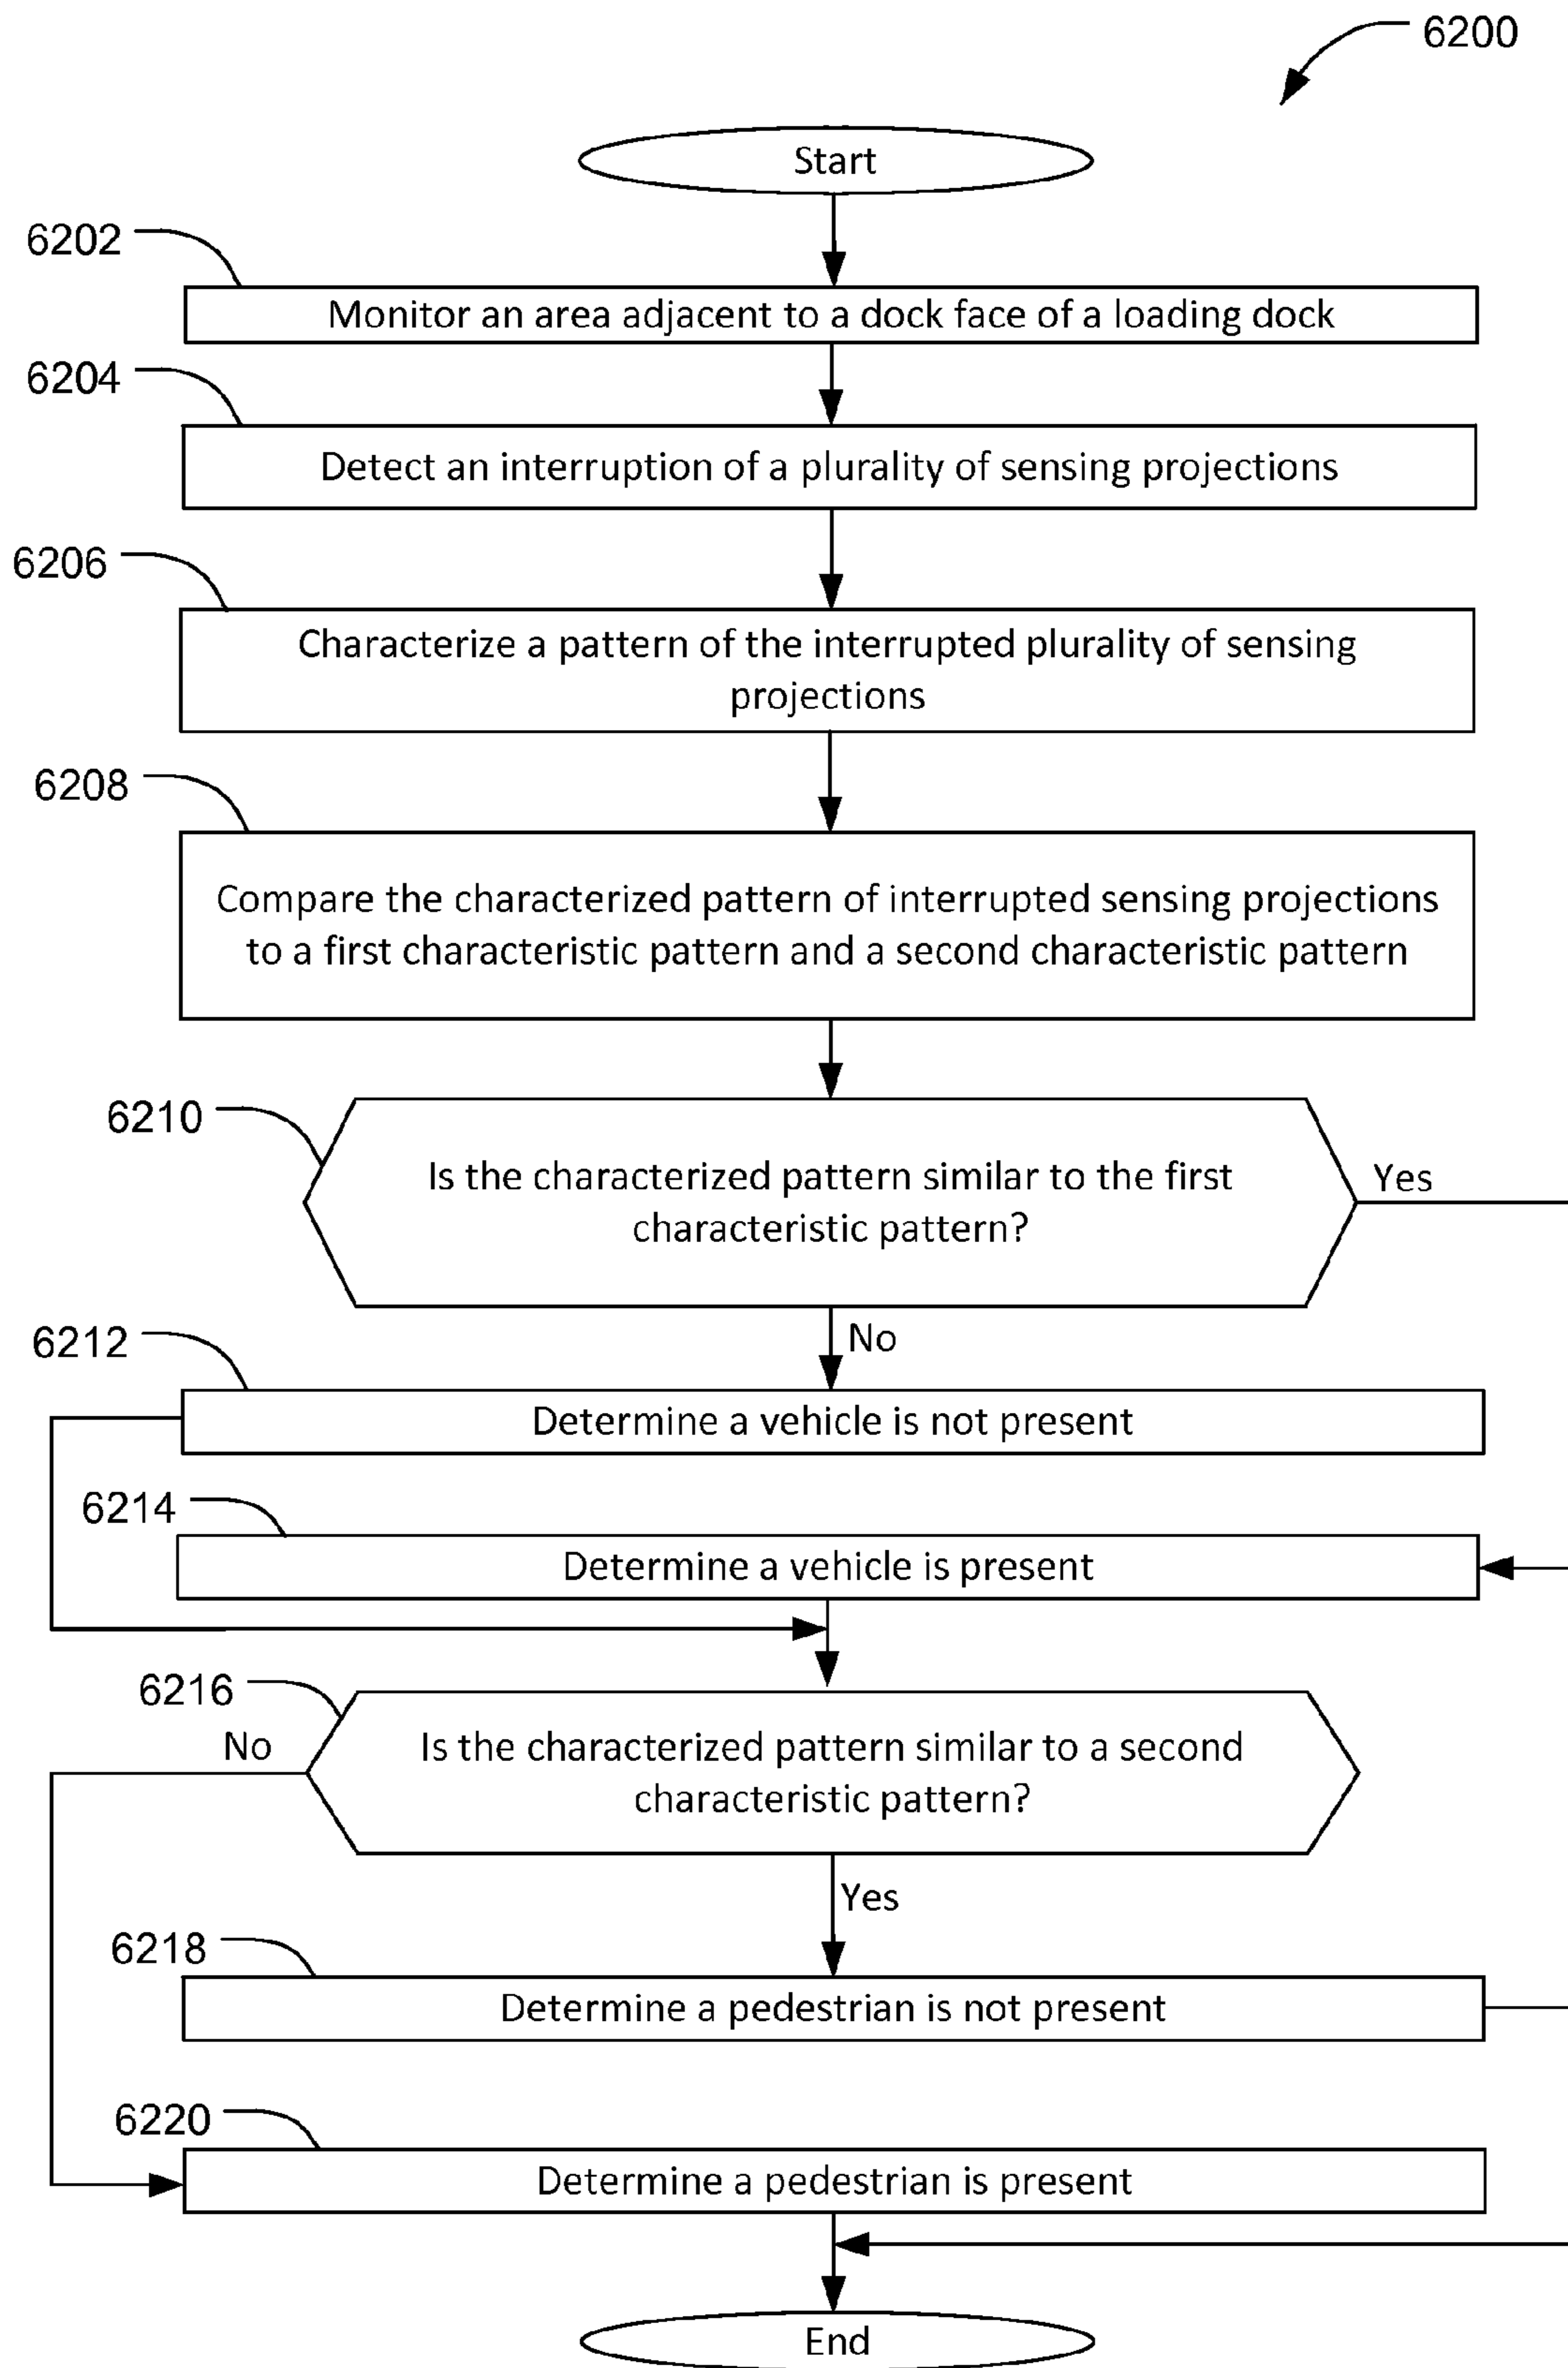 6200
Start
6202
Monitor an area adjacent to a dock face of a loading dock
6204
Detect an interruption of a plurality of sensing projections
6206
Characterize a pattern of the interrupted plurality of sensing
projections
6208
Compare the characterized pattern of interrupted sensing projections
to a first characteristic pattern and a second characteristic pattern
6210
Is the characterized pattern similar to the first
characteristic pattern?
Yes
No
6212
Determine a vehicle is not present
6214
Determine a vehicle is present
6216
No
Is the characterized pattern similar to a second
characteristic pattern?
Yes
6218
Determine a pedestrian is not present
6220
Determine a pedestrian is present
End